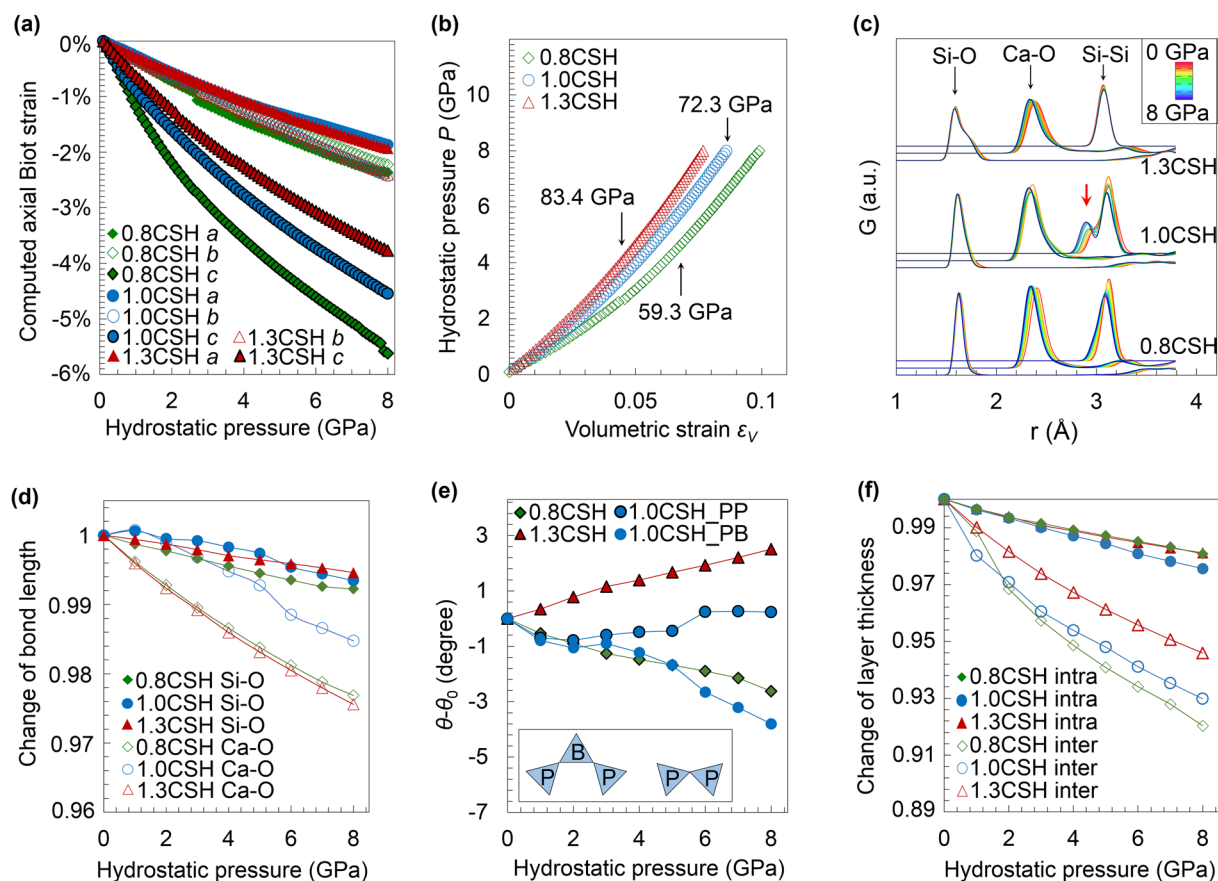 (a)
0%
-1%
-2%
-3%
-4%
-5%
-6%
Computed axial Biot strain
0.8CSH a
0.8CSH b
0.8CSH c
1.0CSH a
1.0CSH b
1.0CSH c
1.3CSH a
1.3CSH b
1.3CSH c
0 2 4 6 8
Hydrostatic pressure (GPa)
(b)
Hydrostatic pressure P (GPa)
10
8
6
4
2
0
0.8CSH
1.0CSH
1.3CSH
72.3 GPa
83.4 GPa
59.3 GPa
0 0.05 0.1
Volumetric strain εV
(c)
G (a.u.)
Si-O Ca-O Si-Si
0 GPa
8 GPa
1.3CSH
1.0CSH
0.8CSH
1 2 3 4
r (Å)
(d)
Change of bond length
1
0.99
0.98
0.97
0.96
0.8CSH Si-O
1.0CSH Si-O
1.3CSH Si-O
0.8CSH Ca-O
1.0CSH Ca-O
1.3CSH Ca-O
0 2 4 6 8
Hydrostatic pressure (GPa)
(e)
θ-θ0 (degree)
3
1
-1
-3
-5
-7
0.8CSH 1.0CSH_PP
1.3CSH 1.0CSH_PB
B
P P P P
0 2 4 6 8
Hydrostatic pressure (GPa)
(f)
Change of layer thickness
0.99
0.97
0.95
0.93
0.91
0.89
0.8CSH intra
1.0CSH intra
1.3CSH intra
0.8CSH inter
1.0CSH inter
1.3CSH inter
0 2 4 6 8
Hydrostatic pressure (GPa)